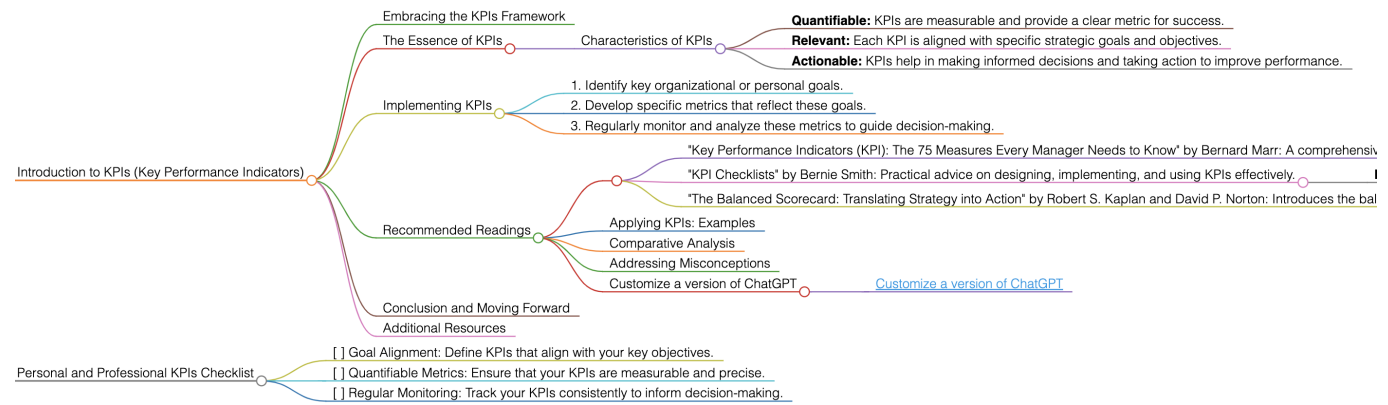 Embracing the KPIs Framework
The Essence of KPIs
Characteristics of KPIs
Quantifiable: KPIs are measurable and provide a clear metric for success.
Relevant: Each KPI is aligned with specific strategic goals and objectives.
Actionable: KPIs help in making informed decisions and taking action to improve performance.
Implementing KPIs
1. Identify key organizational or personal goals.
2. Develop specific metrics that reflect these goals.
3. Regularly monitor and analyze these metrics to guide decision-making.
Introduction to KPIs (Key Performance Indicators)
"Key Performance Indicators (KPI): The 75 Measures Every Manager Needs to Know" by Bernard Marr: A comprehensiv
"KPI Checklists" by Bernie Smith: Practical advice on designing, implementing, and using KPIs effectively.
"The Balanced Scorecard: Translating Strategy into Action" by Robert S. Kaplan and David P. Norton: Introduces the bal
Recommended Readings
Applying KPIs: Examples
Comparative Analysis
Addressing Misconceptions
Customize a version of ChatGPT
Customize a version of ChatGPT
Conclusion and Moving Forward
Additional Resources
Personal and Professional KPIs Checklist
[ ] Goal Alignment: Define KPIs that align with your key objectives.
[ ] Quantifiable Metrics: Ensure that your KPIs are measurable and precise.
[ ] Regular Monitoring: Track your KPIs consistently to inform decision-making.